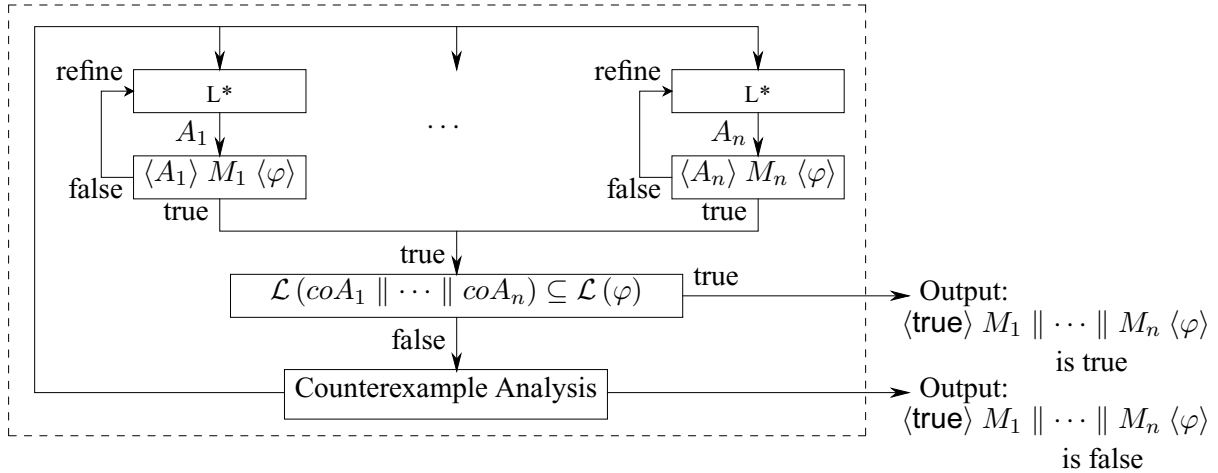 refine
L*
A₁
⟨A₁⟩ M₁ ⟨φ⟩
false
true
· · ·
refine
L*
Aₙ
⟨Aₙ⟩ Mₙ ⟨φ⟩
false
true
true
ℒ (coA₁ ∥ · · · ∥ coAₙ) ⊆ ℒ (φ)
true
false
Counterexample Analysis
Output:
⟨true⟩ M₁ ∥ · · · ∥ Mₙ ⟨φ⟩
is true
Output:
⟨true⟩ M₁ ∥ · · · ∥ Mₙ ⟨φ⟩
is false